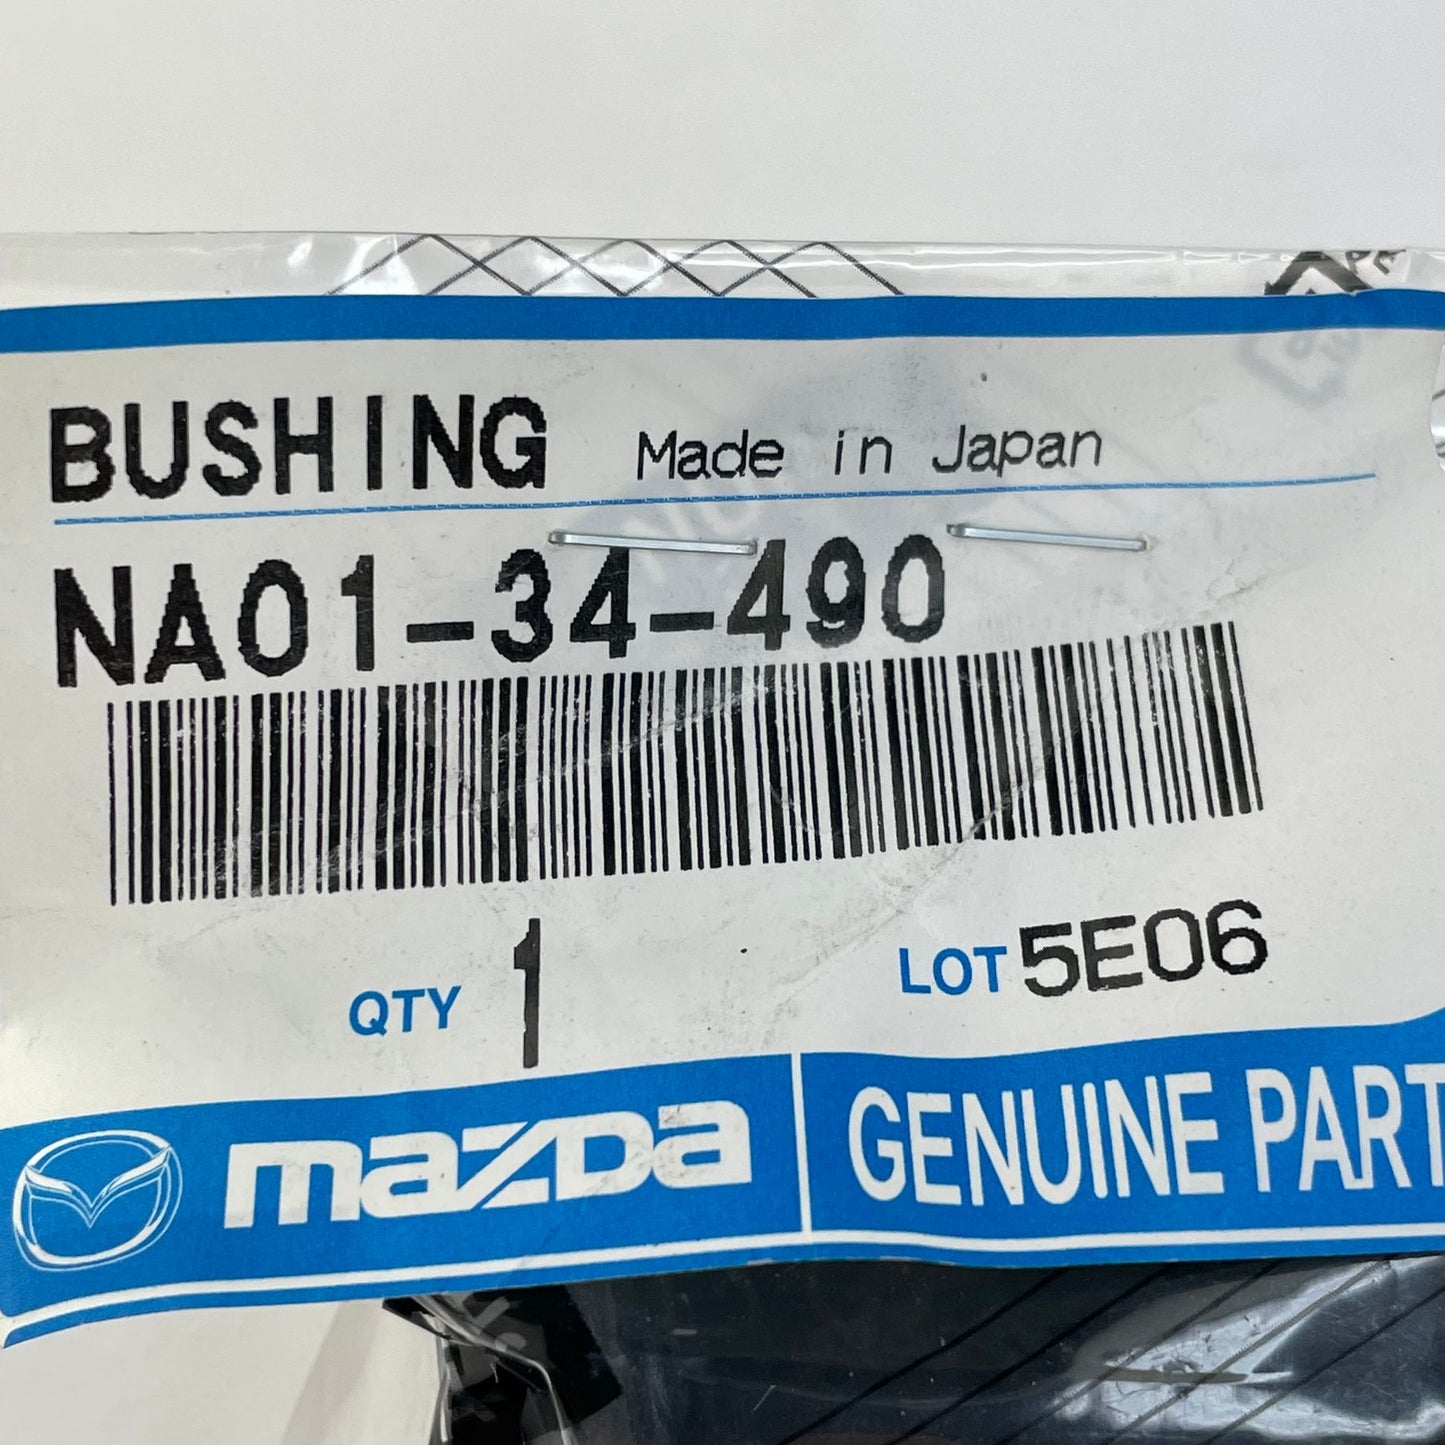 BUSHING Made in Japan
NA01-34-490
QTY 1 LOT 5E06
mazda GENUINE PART